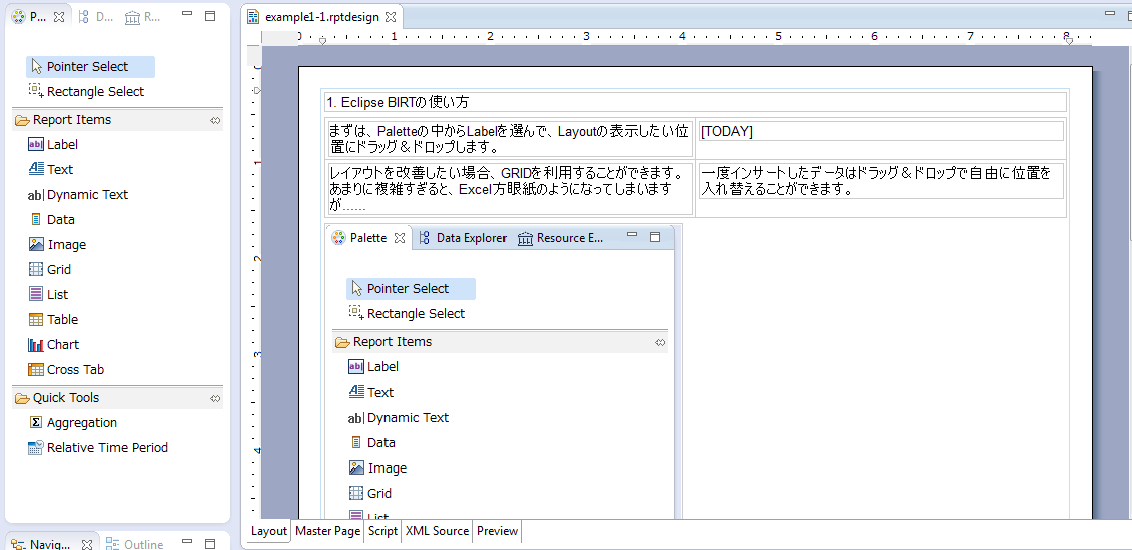 P...
D...
R...
Pointer Select
Rectangle Select
Report Items
Label
Text
Dynamic Text
Data
Image
Grid
List
Table
Chart
Cross Tab
Quick Tools
Aggregation
Relative Time Period
Navig...
Outline
example1-1.rptdesign
0 1 2 3 4 5 6 7 8
1
2
3
4
1. Eclipse BIRTの使い方
まずは、Paletteの中からLabelを選んで、Layoutの表示したい位
置にドラッグ＆ドロップします。
[TODAY]
レイアウトを改善したい場合、GRIDを利用することができます。
あまりに複雑すぎると、Excel方眼紙のようになってしまいます
が……
一度インサートしたデータはドラッグ＆ドロップで自由に位置を
入れ替えることができます。
Palette
Data Explorer
Resource E...
Pointer Select
Rectangle Select
Report Items
Label
Text
Dynamic Text
Data
Image
Grid
List
Layout
Master Page
Script
XML Source
Preview